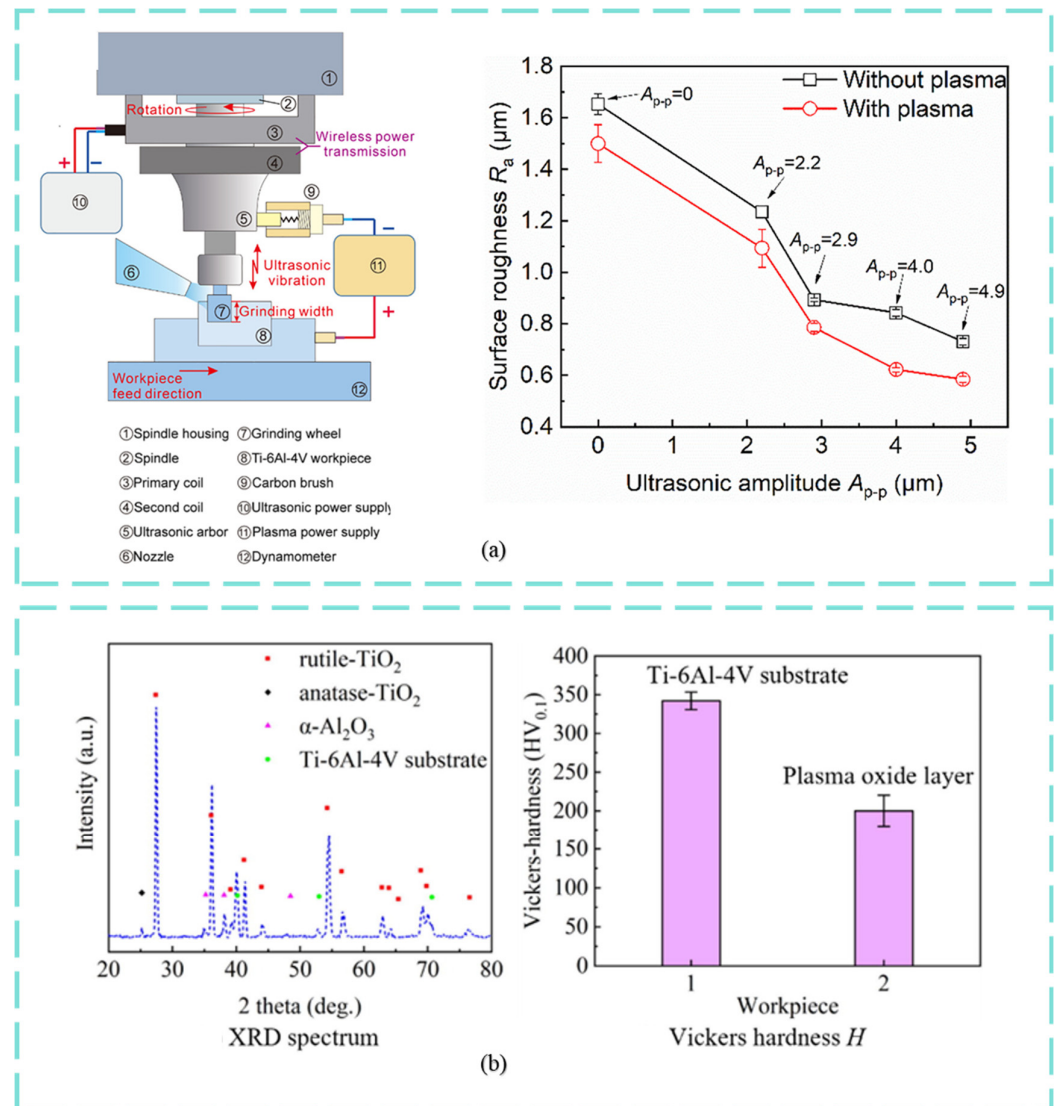 ①
②
Rotation
③
Wireless power
transmission
④
+
−
⑨
⑩
⑤
−
⑥
Ultrasonic
vibration
⑪
⑦
Grinding width
+
⑧
Workpiece
feed direction
⑫
①Spindle housing ⑦Grinding wheel
②Spindle ⑧Ti-6Al-4V workpiece
③Primary coil ⑨Carbon brush
④Second coil ⑩Ultrasonic power supply
⑤Ultrasonic arbor ⑪Plasma power supply
⑥Nozzle ⑫Dynamometer
Surface roughness Rₐ (μm)
1.8
1.6
1.4
1.2
1.0
0.8
0.6
0.4
Without plasma
With plasma
Aₚ₋ₚ=0
Aₚ₋ₚ=2.2
Aₚ₋ₚ=2.9
Aₚ₋ₚ=4.0
Aₚ₋ₚ=4.9
0 1 2 3 4 5
Ultrasonic amplitude Aₚ₋ₚ (μm)
(a)
Intensity (a.u.)
rutile-TiO₂
anatase-TiO₂
α-Al₂O₃
Ti-6Al-4V substrate
20 30 40 50 60 70 80
2 theta (deg.)
XRD spectrum
Vickers-hardness (HV₀.₁)
400
350
300
250
200
150
100
50
0
Ti-6Al-4V substrate
Plasma oxide layer
1 2
Workpiece
Vickers hardness H
(b)